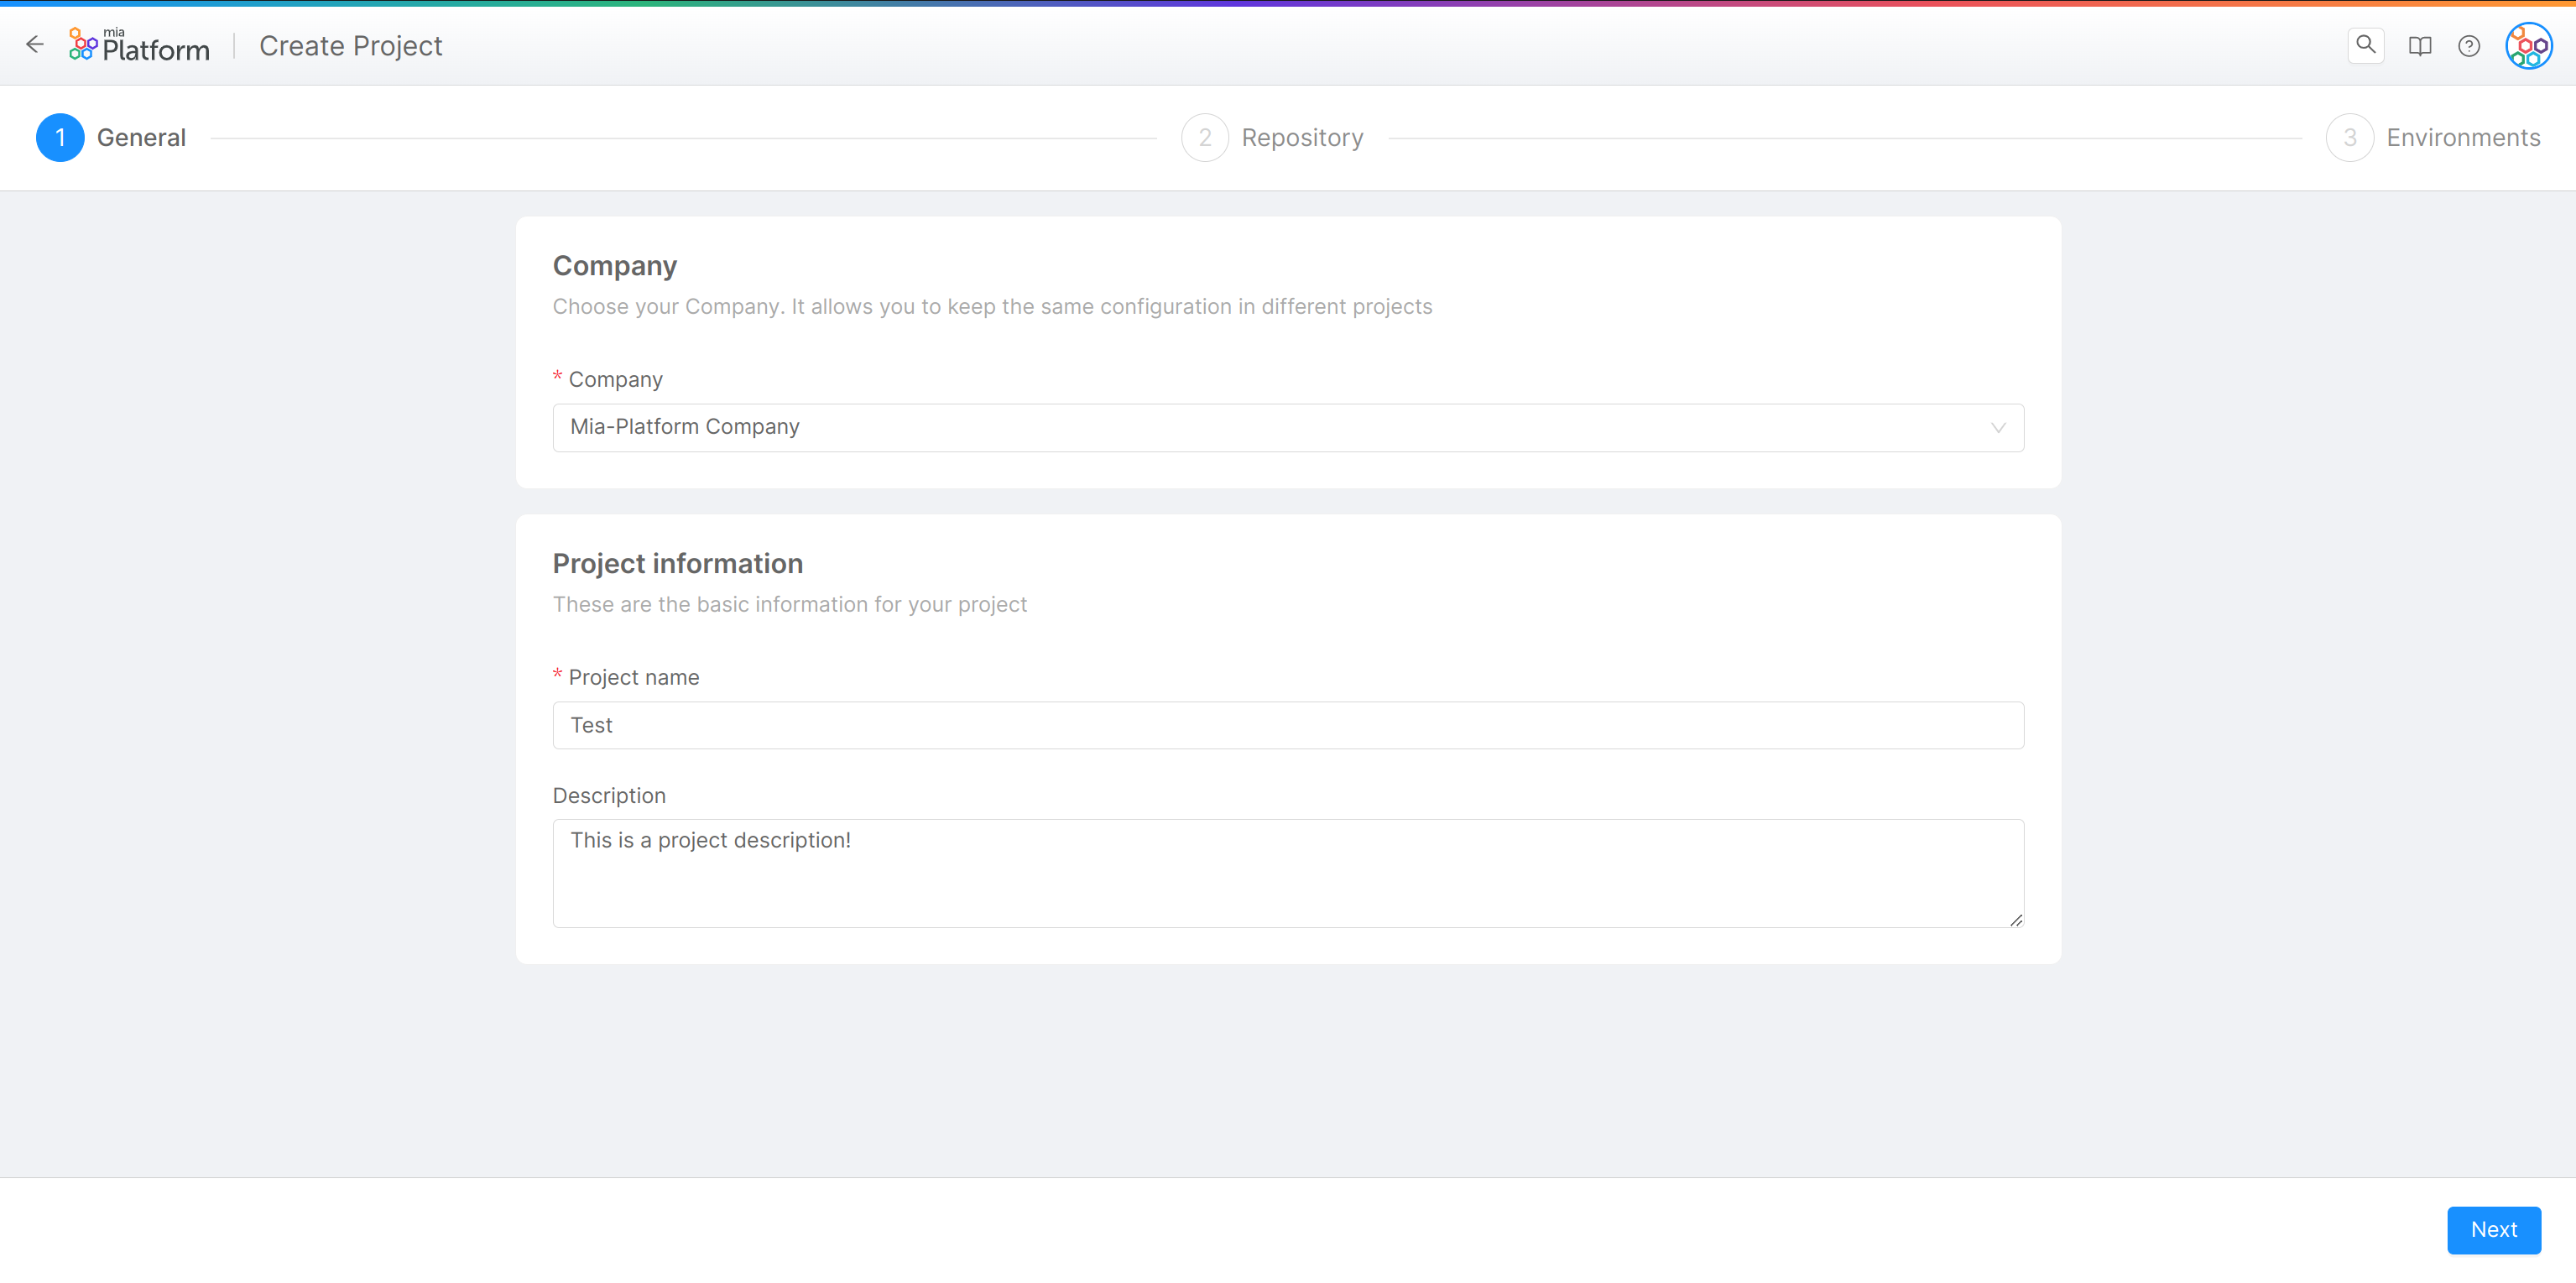 mia
Platform
Create Project
1 General
2 Repository
3 Environments
Company
Choose your Company. It allows you to keep the same configuration in different projects
* Company
Mia-Platform Company
Project information
These are the basic information for your project
* Project name
Test
Description
This is a project description!
Next